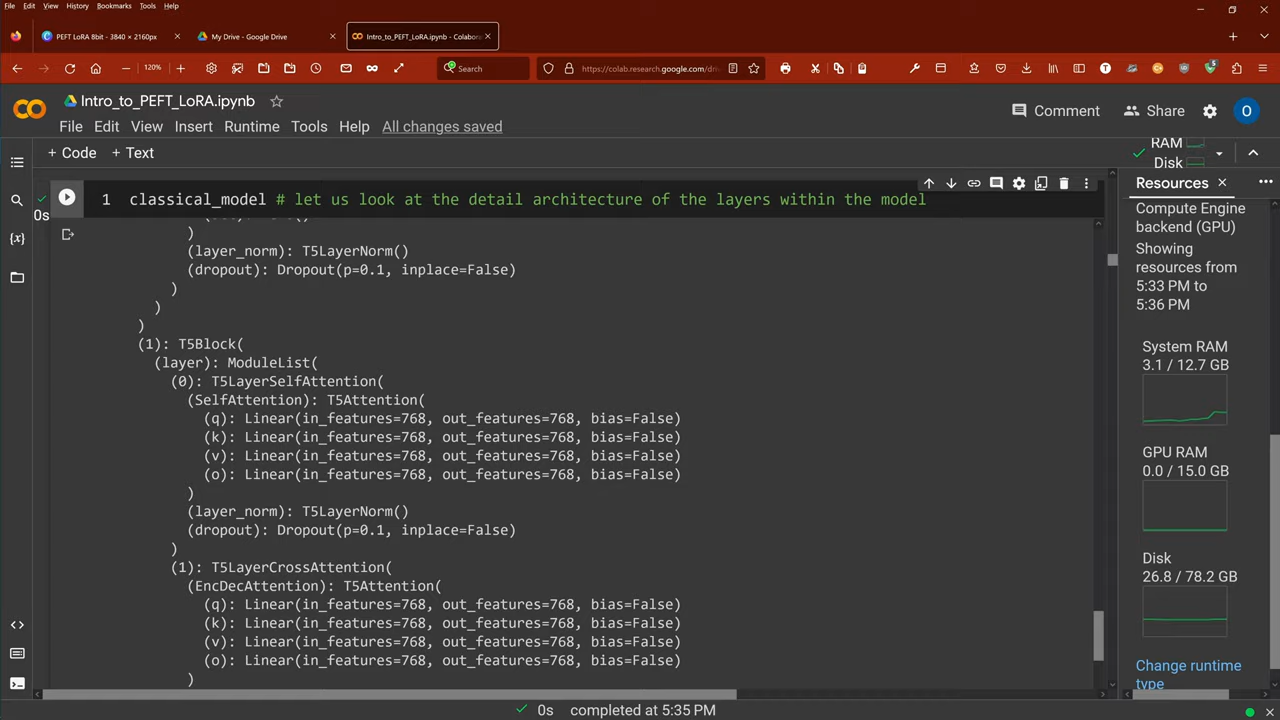 File Edit View History Bookmarks Tools Help
PEFT LoRA 8bit - 3840 × 2160px
My Drive - Google Drive
Intro_to_PEFT_LoRA.ipynb - Colabora
120%
Search
https://colab.research.google.com/dri
Intro_to_PEFT_LoRA.ipynb
Comment Share O
File Edit View Insert Runtime Tools Help All changes saved
+ Code + Text
RAM
Disk
0s
1 classical_model # let us look at the detail architecture of the layers within the model
)
(layer_norm): T5LayerNorm()
(dropout): Dropout(p=0.1, inplace=False)
)
)
)
(1): T5Block(
(layer): ModuleList(
(0): T5LayerSelfAttention(
(SelfAttention): T5Attention(
(q): Linear(in_features=768, out_features=768, bias=False)
(k): Linear(in_features=768, out_features=768, bias=False)
(v): Linear(in_features=768, out_features=768, bias=False)
(o): Linear(in_features=768, out_features=768, bias=False)
)
(layer_norm): T5LayerNorm()
(dropout): Dropout(p=0.1, inplace=False)
)
(1): T5LayerCrossAttention(
(EncDecAttention): T5Attention(
(q): Linear(in_features=768, out_features=768, bias=False)
(k): Linear(in_features=768, out_features=768, bias=False)
(v): Linear(in_features=768, out_features=768, bias=False)
(o): Linear(in_features=768, out_features=768, bias=False)
)
Resources
Compute Engine
backend (GPU)
Showing
resources from
5:33 PM to
5:36 PM
System RAM
3.1 / 12.7 GB
GPU RAM
0.0 / 15.0 GB
Disk
26.8 / 78.2 GB
Change runtime
type
0s completed at 5:35 PM